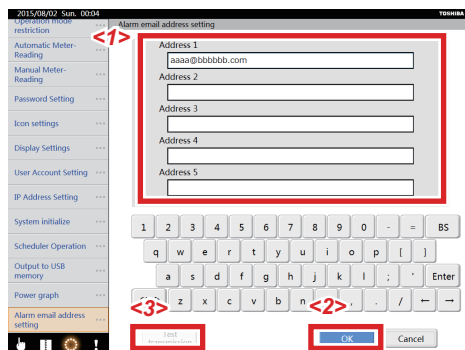 2015/08/02 Sun. 00:04
TOSHIBA
Operation mode
restriction
Automatic Meter-
Reading
Manual Meter-
Reading
Password Setting
Icon settings
Display Settings
User Account Setting
IP Address Setting
System initialize
Scheduler Operation
Output to USB
memory
Power graph
Alarm email address
setting
Alarm email address setting
<1>
Address 1
aaaa@bbbbbb.com
Address 2
Address 3
Address 4
Address 5
1 2 3 4 5 6 7 8 9 0 - = BS
q w e r t y u i o p [ ]
a s d f g h j k l ; ' Enter
z x c v b n , . / ← →
<3>
<2>
Test
transmission
OK
Cancel